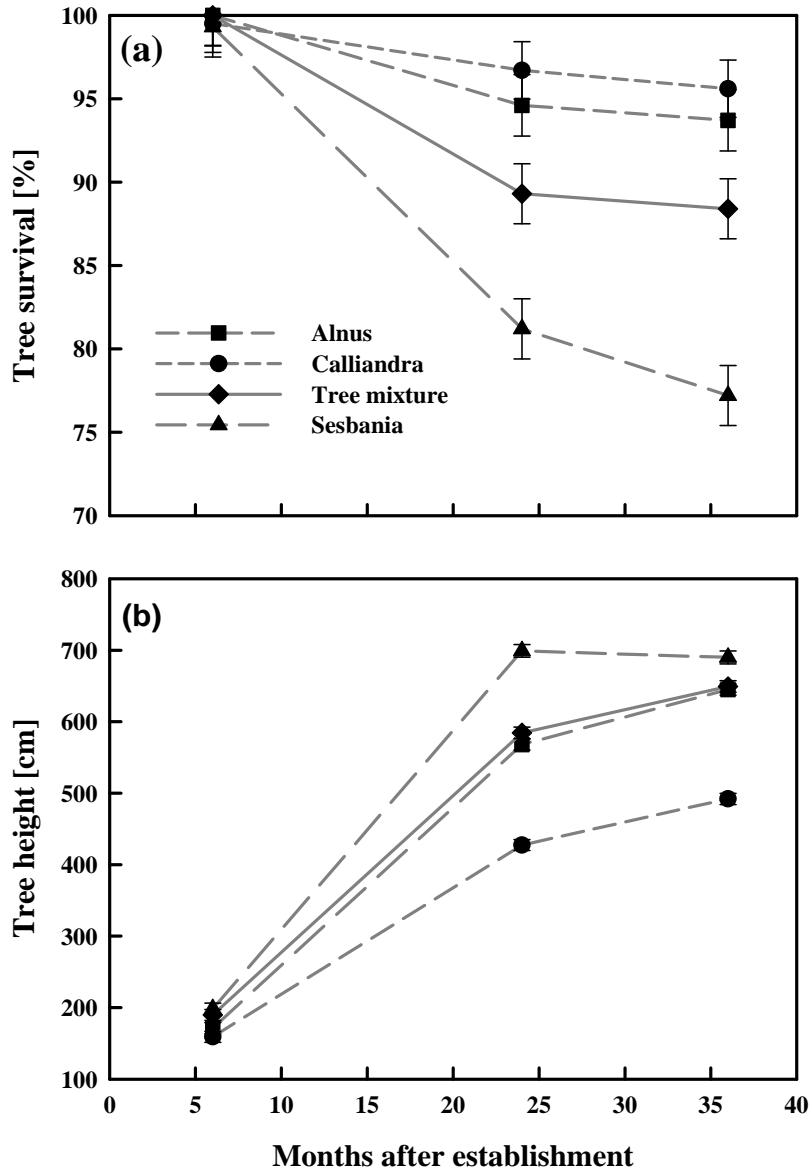 (a)
Tree survival [%]
100
95
90
85
80
75
70
Alnus
Calliandra
Tree mixture
Sesbania
(b)
Tree height [cm]
800
700
600
500
400
300
200
100
0 5 10 15 20 25 30 35 40
Months after establishment